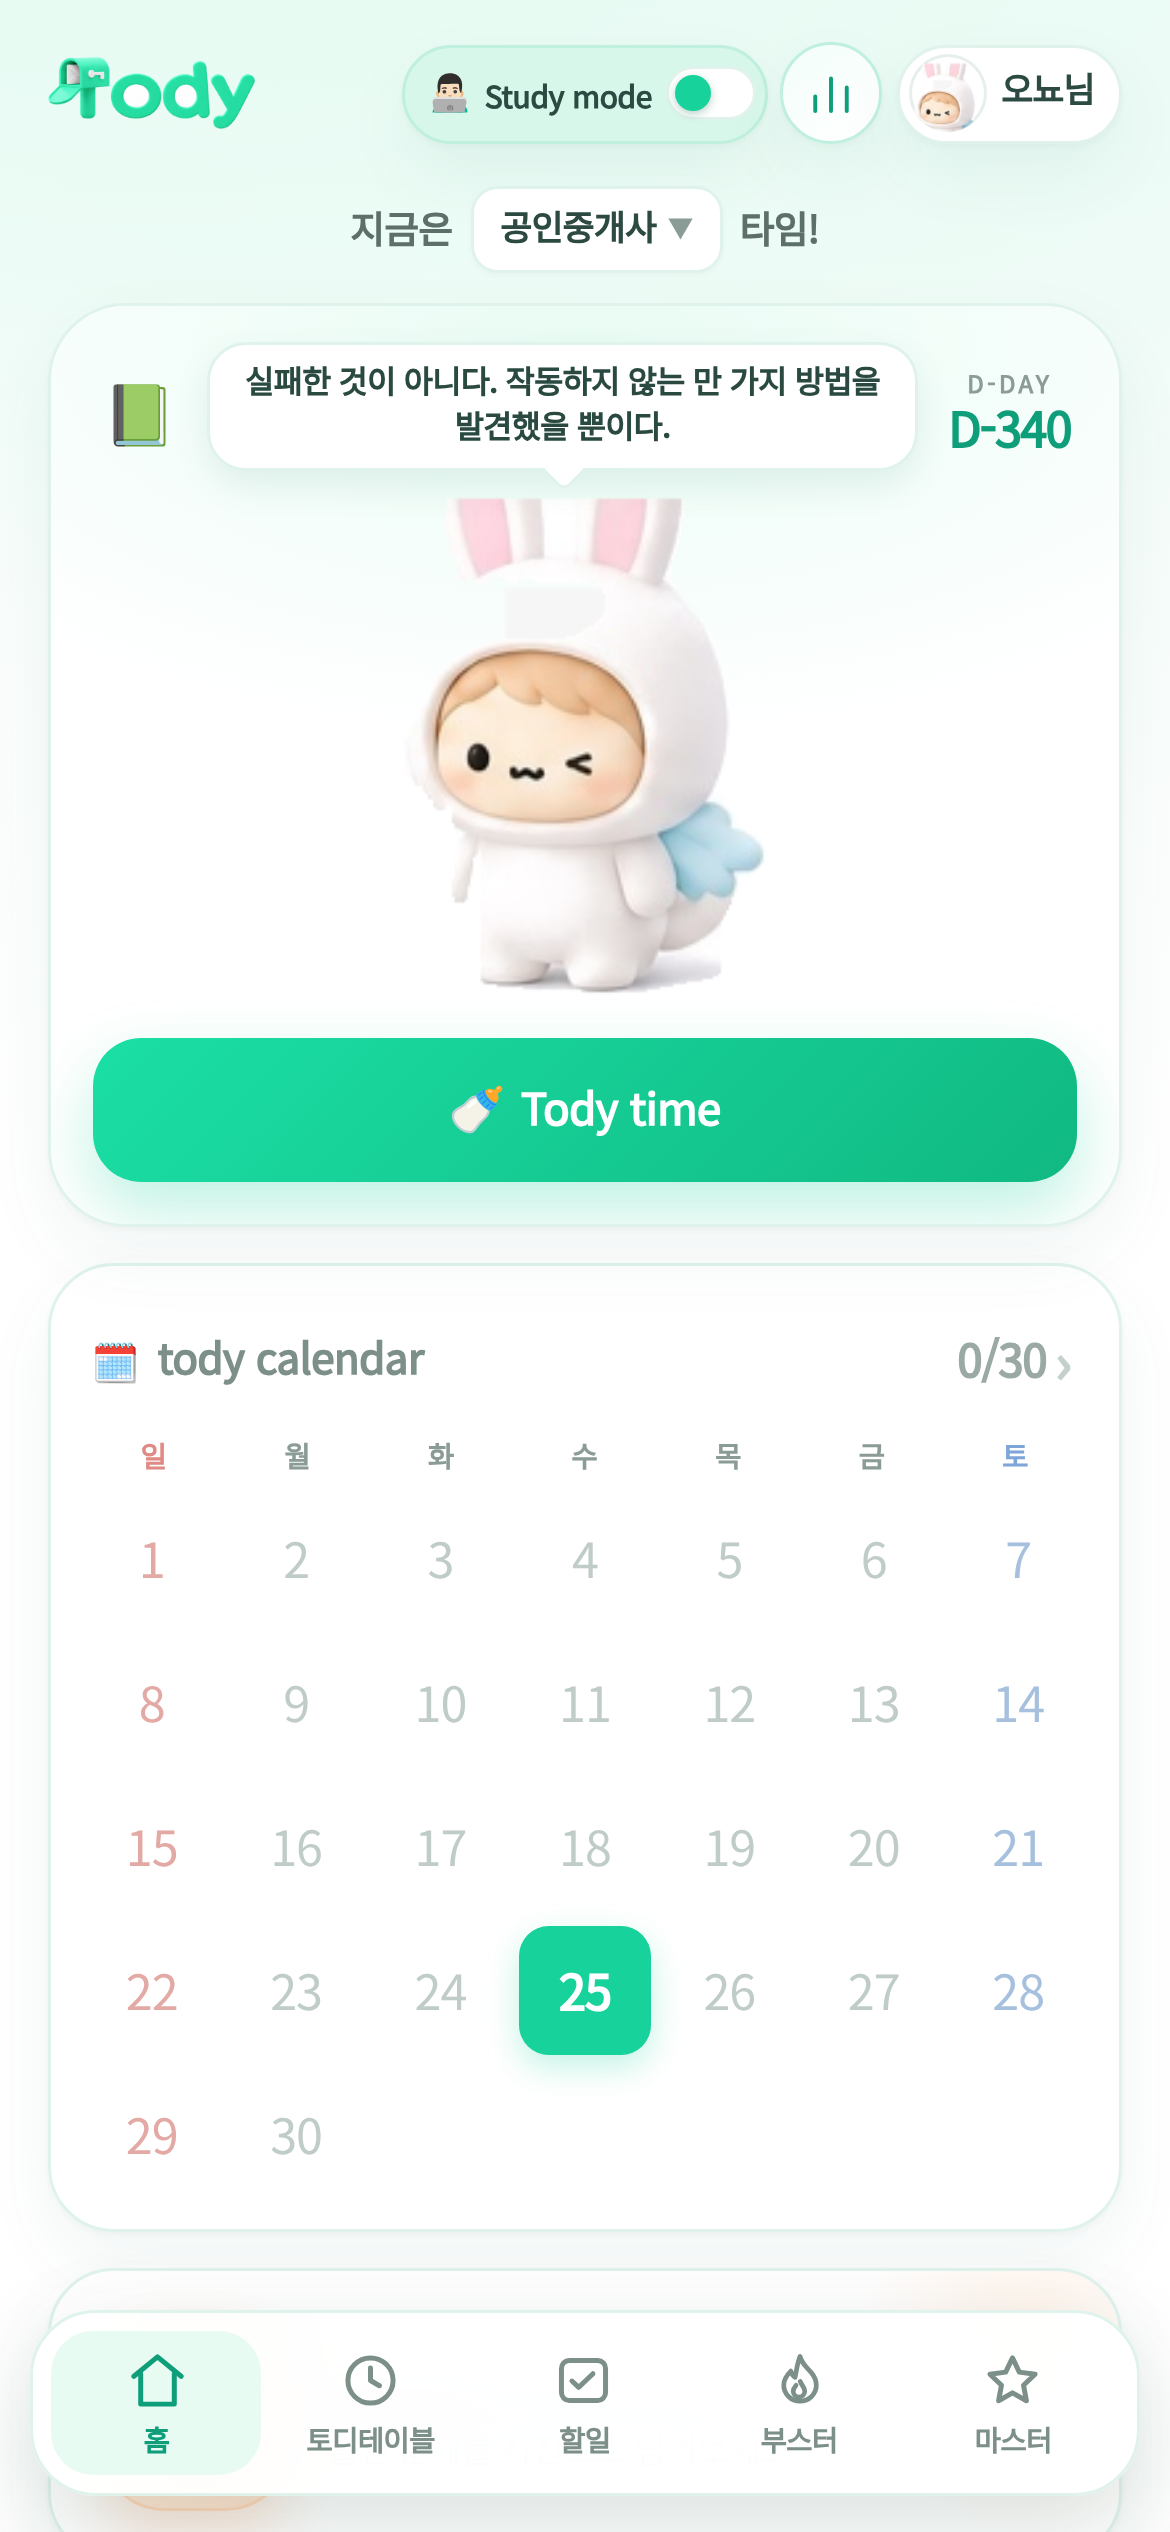 Tody
Study mode
오뇨님
지금은 공인중개사 ▼ 타임!
실패한 것이 아니다. 작동하지 않는 만 가지 방법을
발견했을 뿐이다.
D-DAY
D-340
Tody time
tody calendar
0/30 ›
일 월 화 수 목 금 토
1 2 3 4 5 6 7
8 9 10 11 12 13 14
15 16 17 18 19 20 21
22 23 24 25 26 27 28
29 30
홈 토디테이블 할일 부스터 마스터